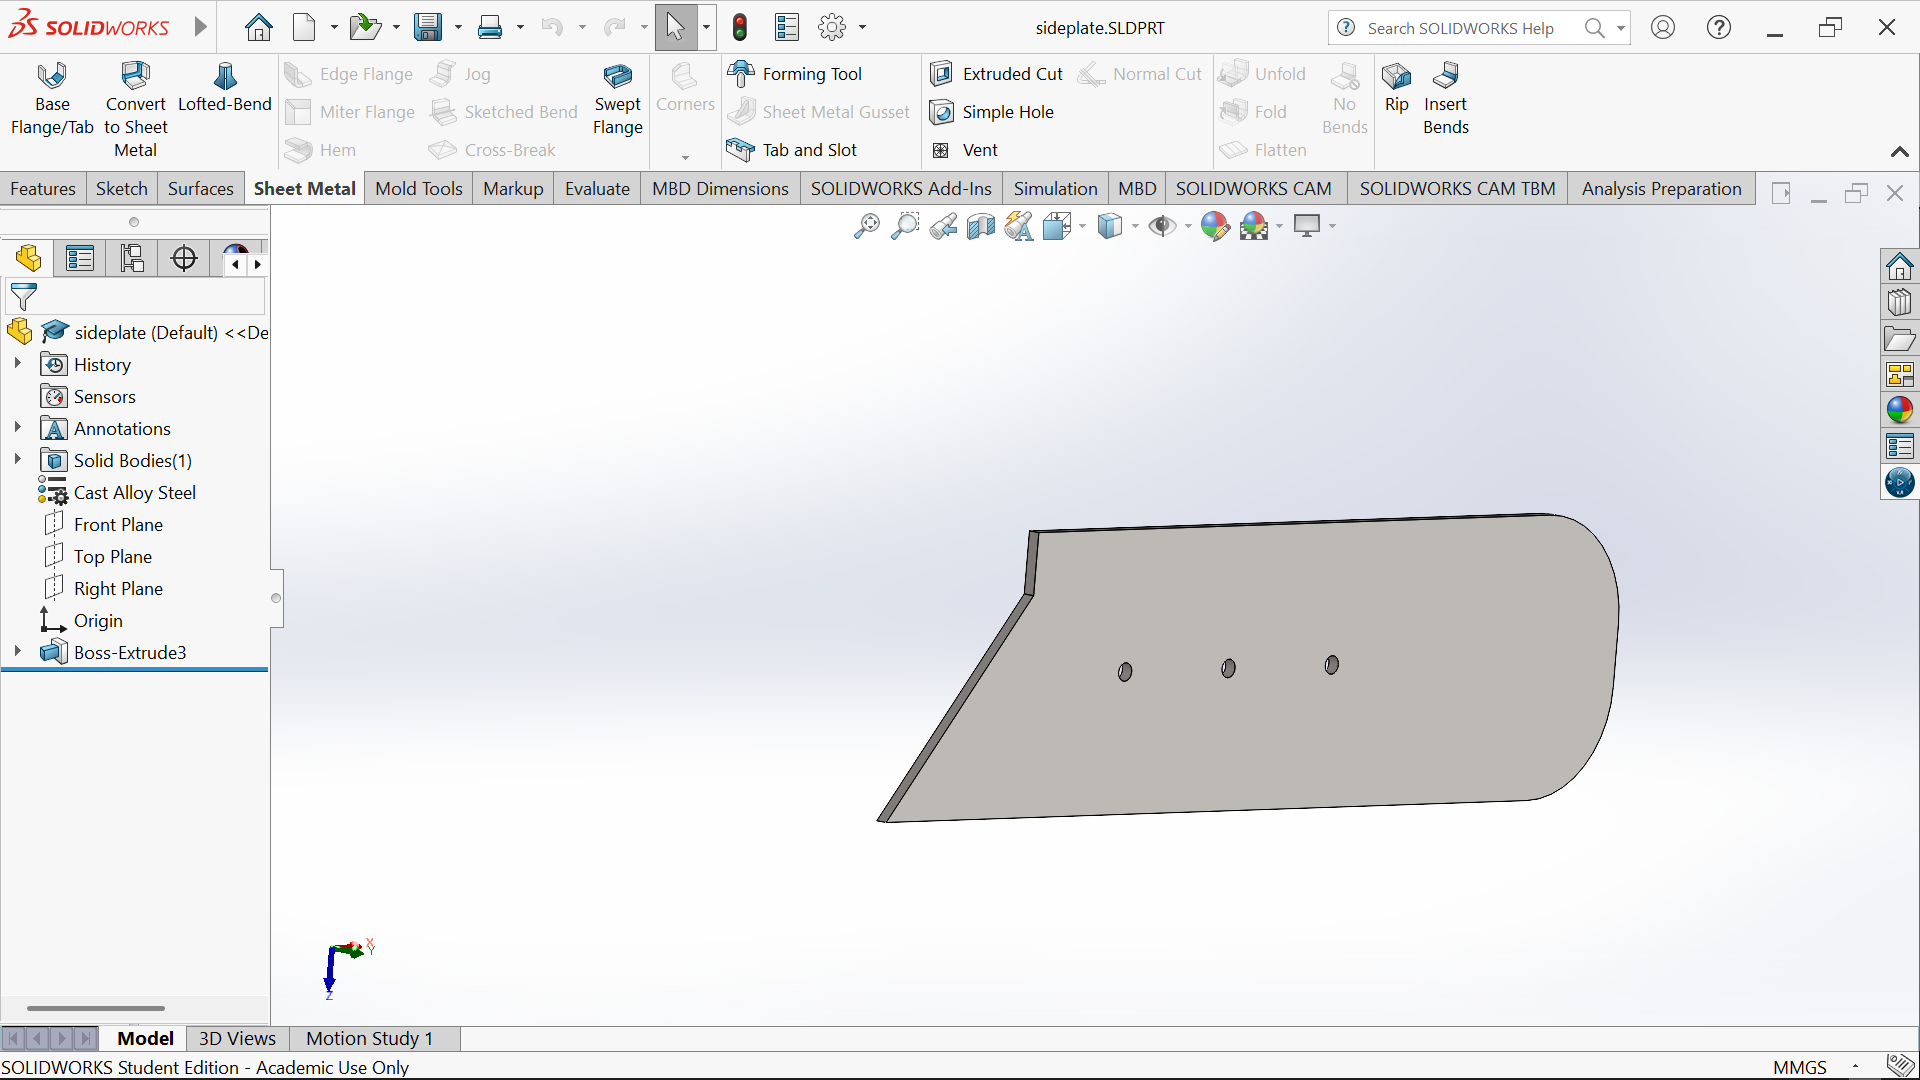 SOLIDWORKS
sideplate.SLDPRT
Search SOLIDWORKS Help
Base Flange/Tab
Convert to Sheet Metal
Lofted-Bend
Edge Flange
Miter Flange
Hem
Jog
Sketched Bend
Cross-Break
Swept Flange
Corners
Forming Tool
Sheet Metal Gusset
Tab and Slot
Extruded Cut
Simple Hole
Vent
Normal Cut
Unfold
Fold
Flatten
No Bends
Rip
Insert Bends
Features
Sketch
Surfaces
Sheet Metal
Mold Tools
Markup
Evaluate
MBD Dimensions
SOLIDWORKS Add-Ins
Simulation
MBD
SOLIDWORKS CAM
SOLIDWORKS CAM TBM
Analysis Preparation
sideplate (Default) <<De
History
Sensors
Annotations
Solid Bodies(1)
Cast Alloy Steel
Front Plane
Top Plane
Right Plane
Origin
Boss-Extrude3
X
Y
Z
Model
3D Views
Motion Study 1
SOLIDWORKS Student Edition - Academic Use Only
MMGS